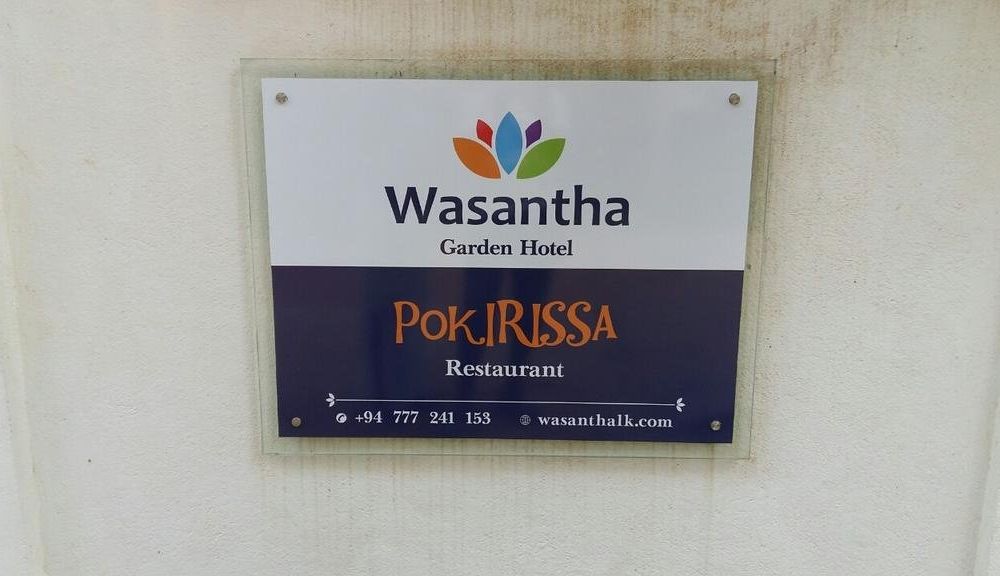 Wasantha
Garden Hotel
POKIRISSA
Restaurant
+94 777 241 153 wasanthalk.com